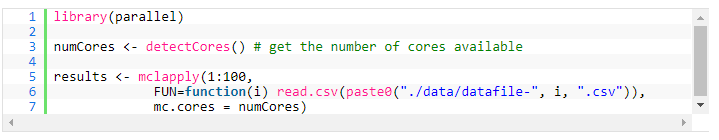 1 library(parallel)
2
3 numCores <- detectCores() # get the number of cores available
4
5 results <- mclapply(1:100,
6 FUN=function(i) read.csv(paste0("./data/datafile-", i, ".csv")),
7 mc.cores = numCores)